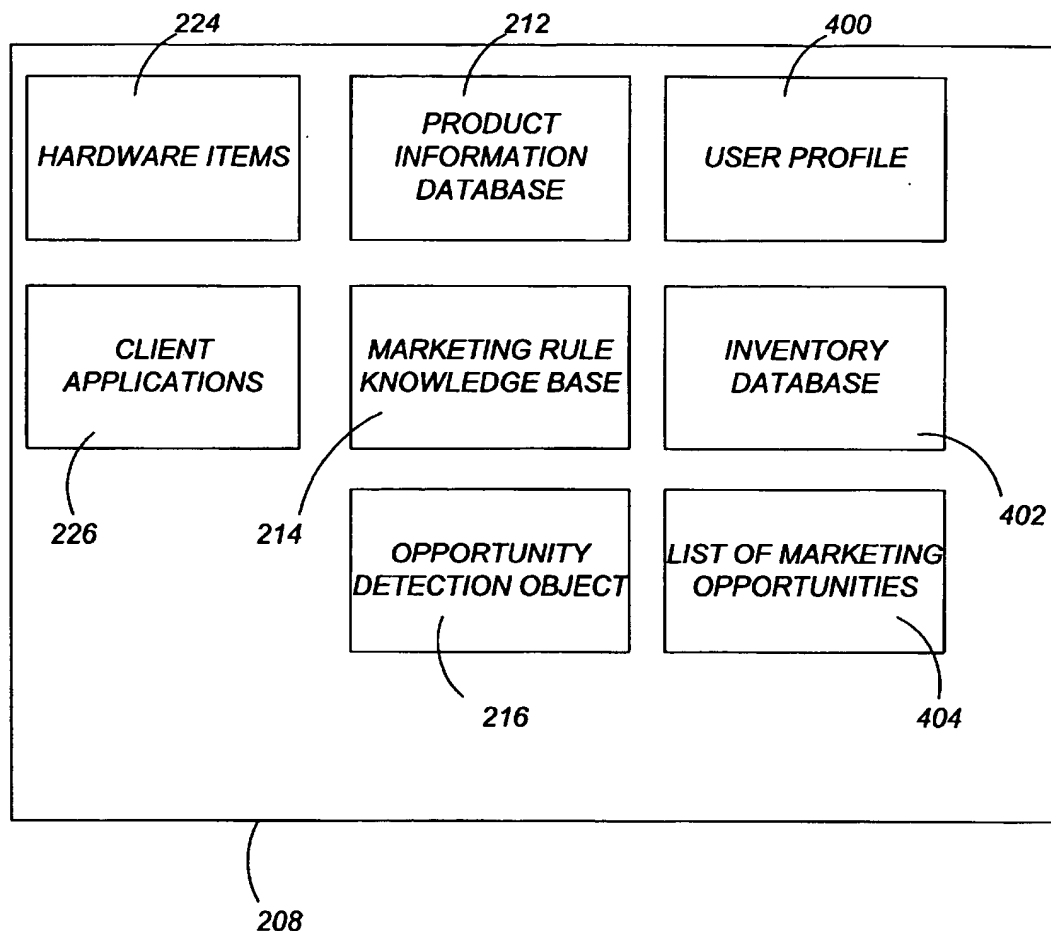 224
212
400
HARDWARE ITEMS
PRODUCT
INFORMATION
DATABASE
USER PROFILE
CLIENT
APPLICATIONS
MARKETING RULE
KNOWLEDGE BASE
INVENTORY
DATABASE
226
214
402
OPPORTUNITY
DETECTION OBJECT
LIST OF MARKETING
OPPORTUNITIES
216
404
208